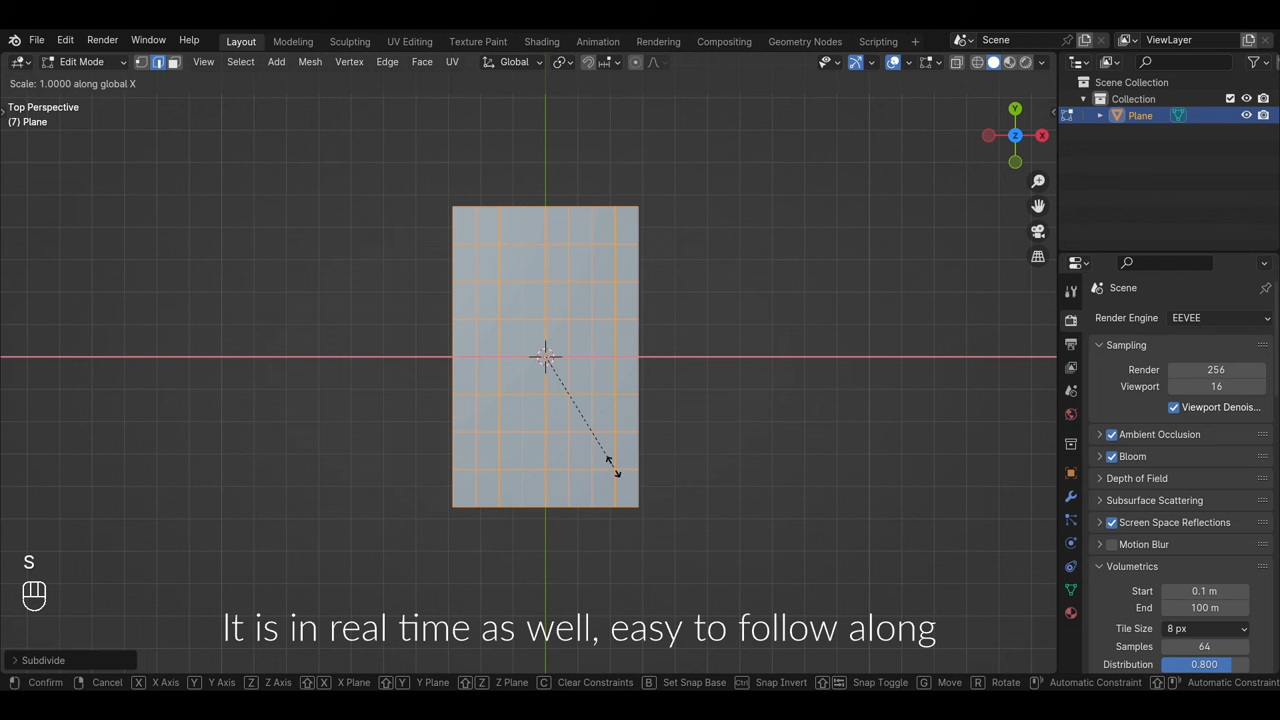 File Edit Render Window Help Layout Modeling Sculpting UV Editing Texture Paint Shading Animation Rendering Compositing Geometry Nodes Scripting + Scene ViewLayer
Edit Mode View Select Add Mesh Vertex Edge Face UV Global
Scale: 1.0000 along global X
Top Perspective
(7) Plane
Y
Z
X
Scene Collection
Collection
Plane
Scene
Render Engine EEVEE
Sampling
Render 256
Viewport 16
Viewport Denois...
Ambient Occlusion
Bloom
Depth of Field
Subsurface Scattering
Screen Space Reflections
Motion Blur
Volumetrics
Start 0.1 m
End 100 m
Tile Size 8 px
Samples 64
Distribution 0.800
S
It is in real time as well, easy to follow along
Subdivide
Confirm Cancel X X Axis Y Y Axis Z Z Axis X X Plane Y Y Plane Z Z Plane C Clear Constraints B Set Snap Base Ctrl Snap Invert Snap Toggle G Move R Rotate Automatic Constraint Automatic Constraint